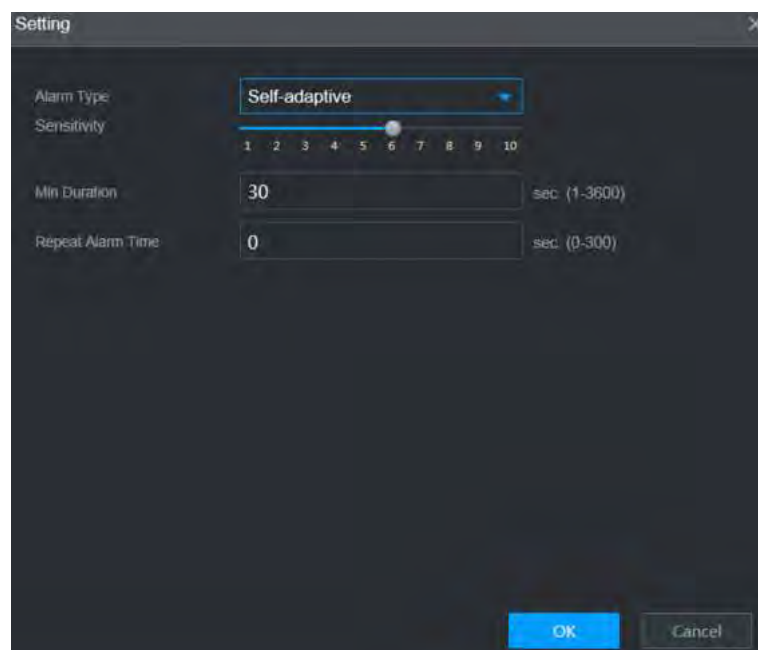 Setting
Alarm Type
Self-adaptive
Sensitivity
1 2 3 4 5 6 7 8 9 10
Min Duration 30 sec. (1-3600)
Repeat Alarm Time 0 sec. (0-300)
OK Cancel